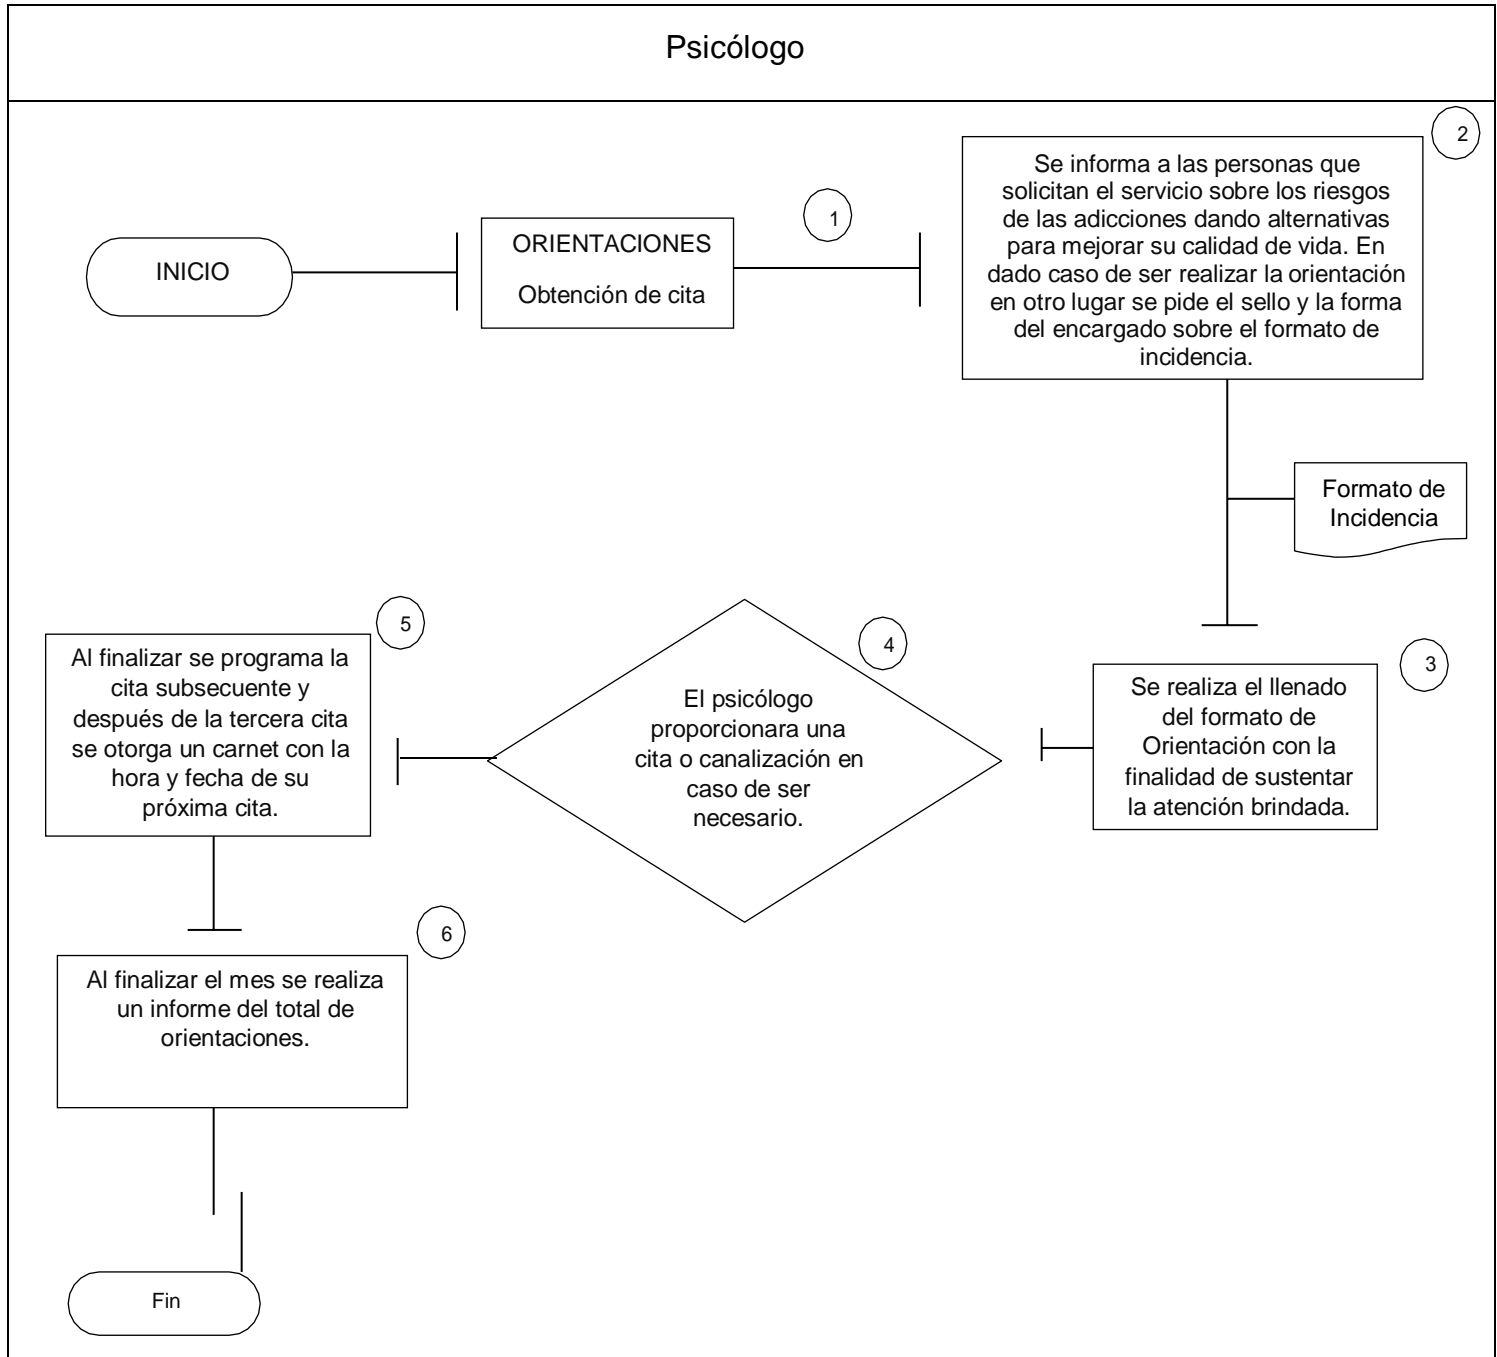 Psicólogo
INICIO
ORIENTACIONES
Obtención de cita
1
2
Se informa a las personas que
solicitan el servicio sobre los riesgos
de las adicciones dando alternativas
para mejorar su calidad de vida. En
dado caso de ser realizar la orientación
en otro lugar se pide el sello y la forma
del encargado sobre el formato de
incidencia.
Formato de
Incidencia
3
Se realiza el llenado
del formato de
Orientación con la
finalidad de sustentar
la atención brindada.
4
El psicólogo
proporcionara una
cita o canalización en
caso de ser
necesario.
5
Al finalizar se programa la
cita subsecuente y
después de la tercera cita
se otorga un carnet con la
hora y fecha de su
próxima cita.
6
Al finalizar el mes se realiza
un informe del total de
orientaciones.
Fin